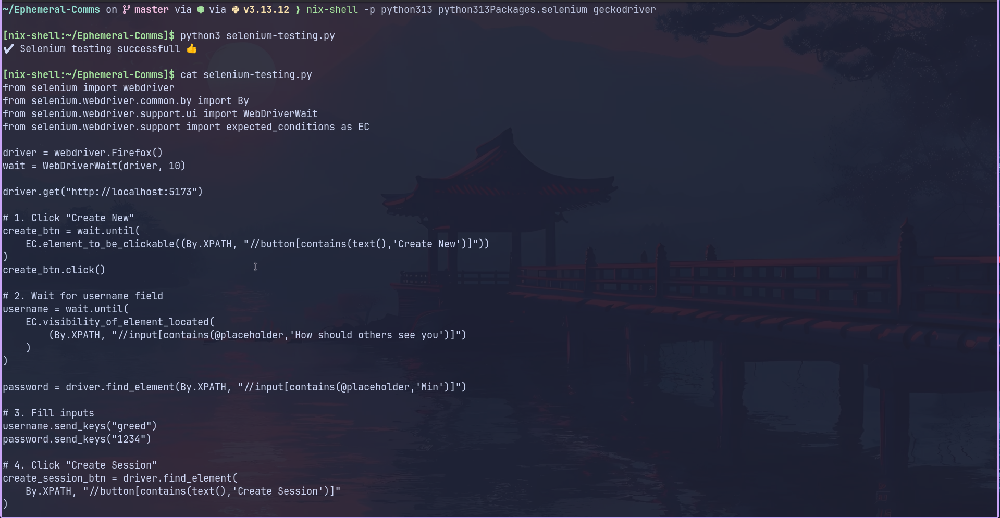 ~/Ephemeral-Comms on master via via v3.13.12 ❯ nix-shell -p python313 python313Packages.selenium geckodriver
[nix-shell:~/Ephemeral-Comms]$ python3 selenium-testing.py
✔ Selenium testing successfull 👍
[nix-shell:~/Ephemeral-Comms]$ cat selenium-testing.py
from selenium import webdriver
from selenium.webdriver.common.by import By
from selenium.webdriver.support.ui import WebDriverWait
from selenium.webdriver.support import expected_conditions as EC
driver = webdriver.Firefox()
wait = WebDriverWait(driver, 10)
driver.get("http://localhost:5173")
# 1. Click "Create New"
create_btn = wait.until(
    EC.element_to_be_clickable((By.XPATH, "//button[contains(text(),'Create New')]"))
)
create_btn.click()
# 2. Wait for username field
username = wait.until(
    EC.visibility_of_element_located(
        (By.XPATH, "//input[contains(@placeholder,'How should others see you')]")
    )
)
password = driver.find_element(By.XPATH, "//input[contains(@placeholder,'Min')]")
# 3. Fill inputs
username.send_keys("greed")
password.send_keys("1234")
# 4. Click "Create Session"
create_session_btn = driver.find_element(
    By.XPATH, "//button[contains(text(),'Create Session')]"
)